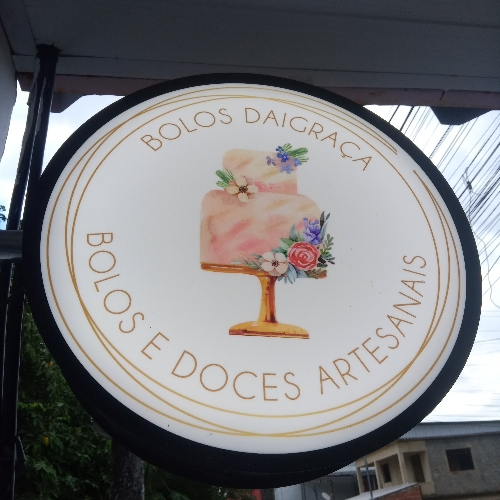 BOLOS DAIGRAÇA
BOLOS E DOCES ARTESANAIS